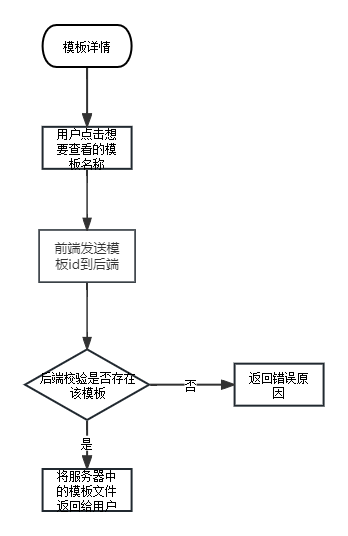 模板详情
用户点击想
要查看的模
板名称
前端发送模
板id到后端
后端校验是否存在
该模板
否
返回错误原
因
是
将服务器中
的模板文件
返回给用户